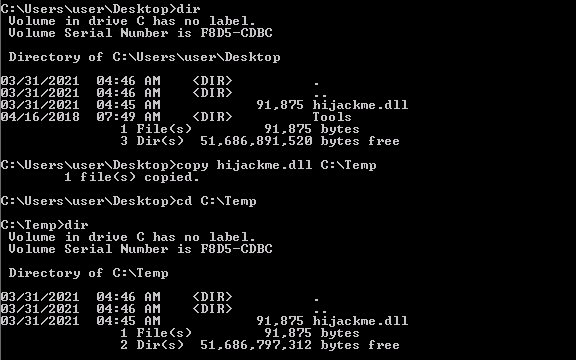 C:\Users\user\Desktop>dir
Volume in drive C has no label.
Volume Serial Number is F8D5-CDBC
Directory of C:\Users\user\Desktop
03/31/2021  04:46 AM    <DIR>          .
03/31/2021  04:46 AM    <DIR>          ..
03/31/2021  04:45 AM            91,875 hijackme.dll
04/16/2018  07:49 AM    <DIR>          Tools
1 File(s)         91,875 bytes
3 Dir(s)  51,686,891,520 bytes free
C:\Users\user\Desktop>copy hijackme.dll C:\Temp
1 file(s) copied.
C:\Users\user\Desktop>cd C:\Temp
C:\Temp>dir
Volume in drive C has no label.
Volume Serial Number is F8D5-CDBC
Directory of C:\Temp
03/31/2021  04:46 AM    <DIR>          .
03/31/2021  04:46 AM    <DIR>          ..
03/31/2021  04:45 AM            91,875 hijackme.dll
1 File(s)         91,875 bytes
2 Dir(s)  51,686,797,312 bytes free